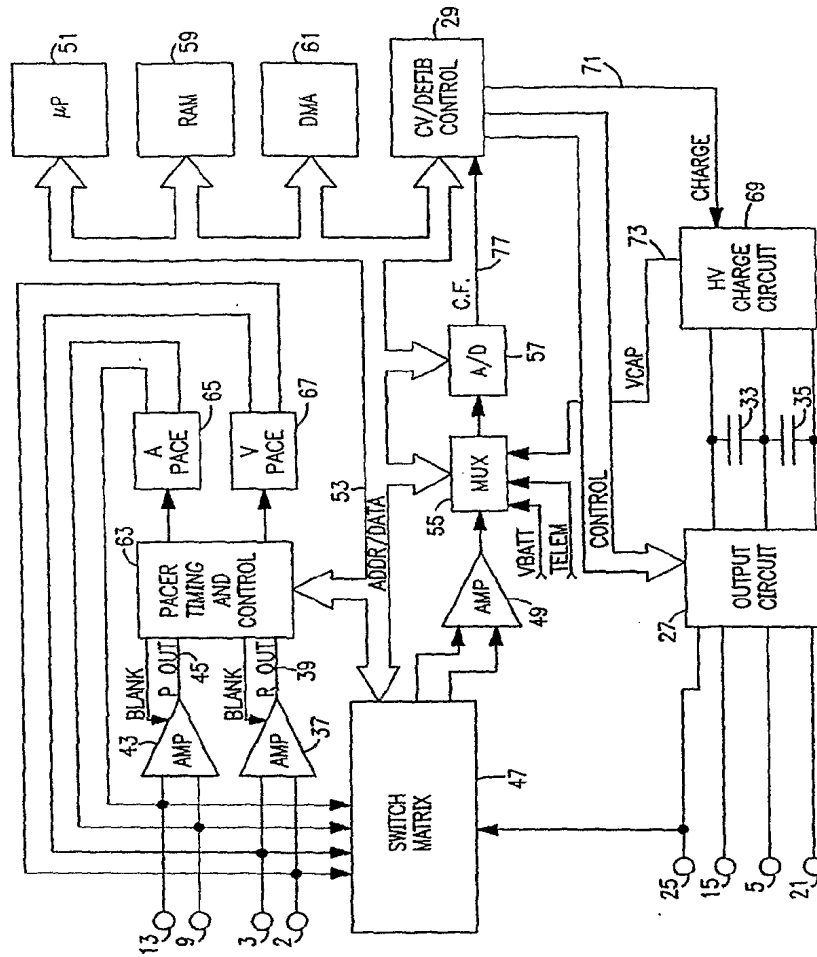 μP
51
RAM
59
DMA
61
CV/DEFIB
CONTROL
29
71
CHARGE
A
PACE
65
V
PACE
67
63
PACER
TIMING
AND
CONTROL
BLANK
P OUT
45
BLANK
R OUT
39
43
AMP
AMP
37
13
9
3
2
53
ADDR/DATA
C.F.
77
A/D
57
MUX
55
AMP
49
VBATT
TELEM
CONTROL
VCAP
73
69
HV
CHARGE
CIRCUIT
33
35
SWITCH
MATRIX
47
27
OUTPUT
CIRCUIT
25
15
5
21